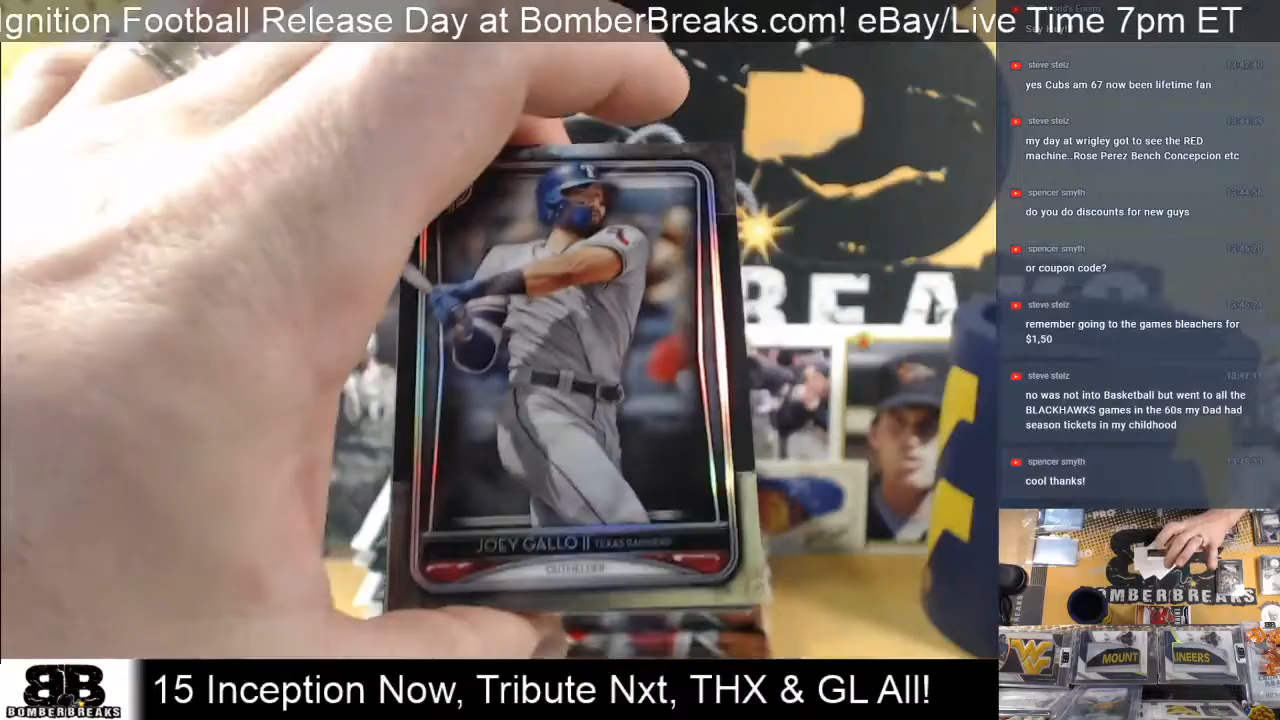 Ignition Football Release Day at BomberBreaks.com! eBay/Live Time 7pm ET
steve stelz
yes Cubs am 67 now been lifetime fan
steve stelz
my day at wrigley got to see the RED
machine..Rose Perez Bench Concepcion etc
spencer smyth 13:44:56
do you do discounts for new guys
spencer smyth
or coupon code?
steve stelz
remember going to the games bleachers for
$1,50
steve stelz
no was not into Basketball but went to all the
BLACKHAWKS games in the 60s my Dad had
season tickets in my childhood
spencer smyth
cool thanks!
BEA
JOEY GALLO || TEXAS RANGERS
OUTFIELDER
BOMBERBREAKS
MOUNT
INEERS
BB
BOMBERBREAKS
15 Inception Now, Tribute Nxt, THX & GL All!